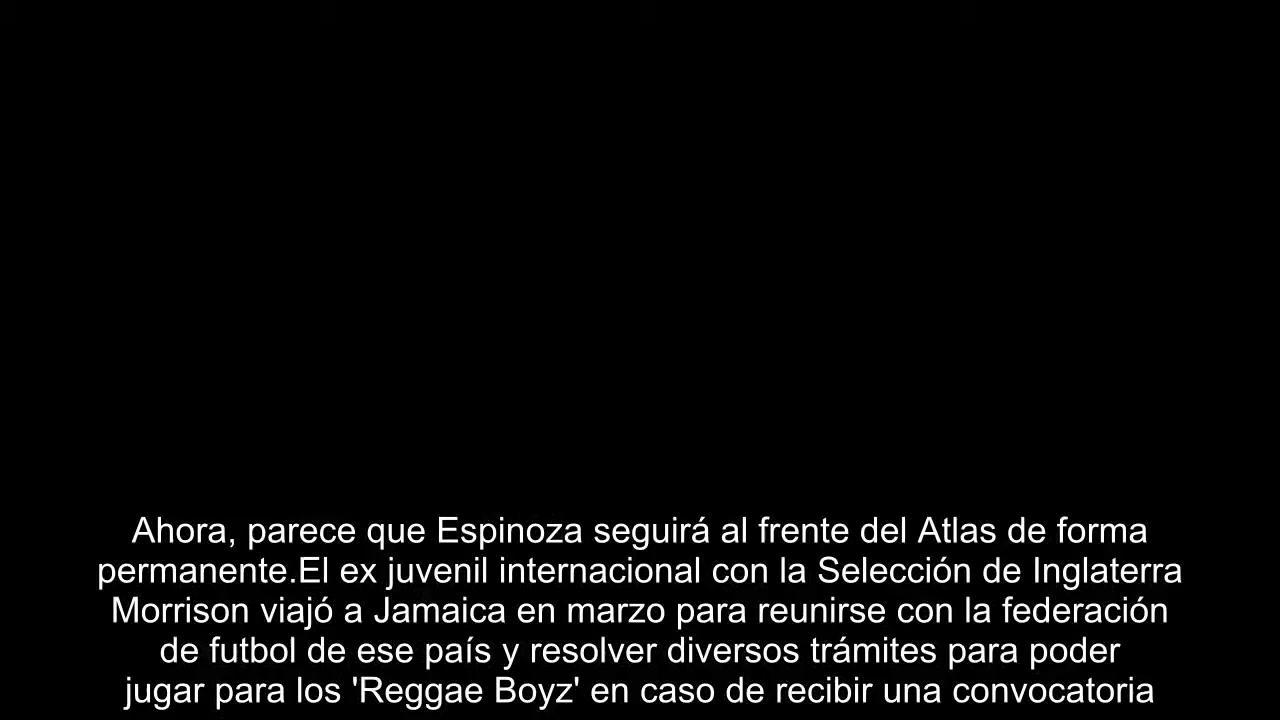 Ahora, parece que Espinoza seguirá al frente del Atlas de forma
permanente.El ex juvenil internacional con la Selección de Inglaterra
Morrison viajó a Jamaica en marzo para reunirse con la federación
de futbol de ese país y resolver diversos trámites para poder
jugar para los 'Reggae Boyz' en caso de recibir una convocatoria